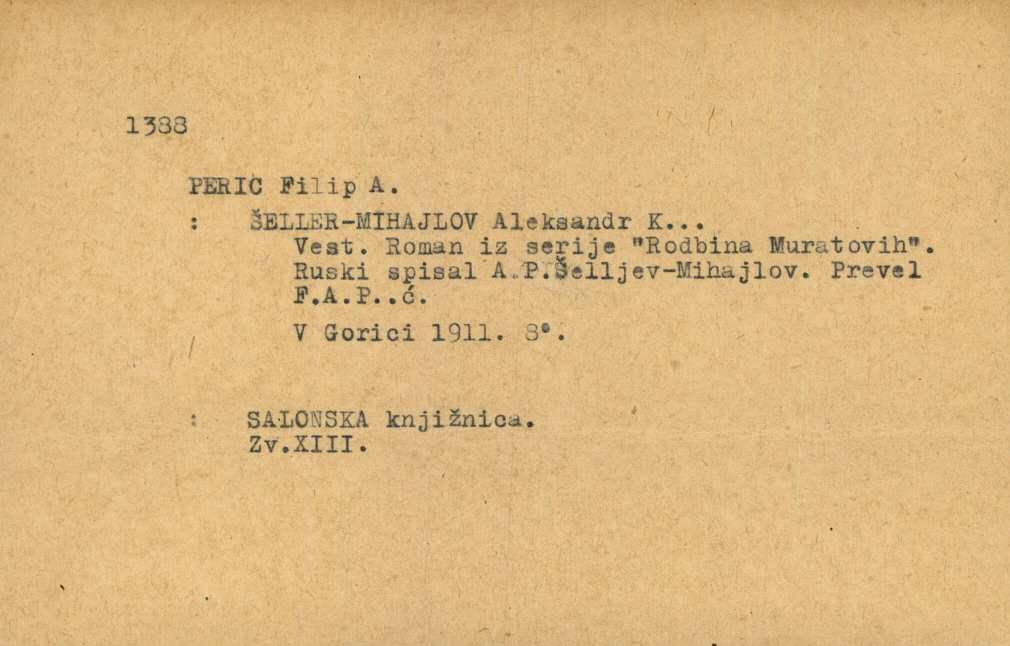 1388
PERIC Filip A.
: ŠELLER-MIHAJLOV Aleksandr K...
Vest. Roman iz serije "Rodbina Muratovih".
Ruski spisal A.P.Šelljev-Mihajlov. Prevel
F.A.P..ć.
V Gorici 1911. 8°.
: SALONSKA knjižnica.
Zv.XIII.